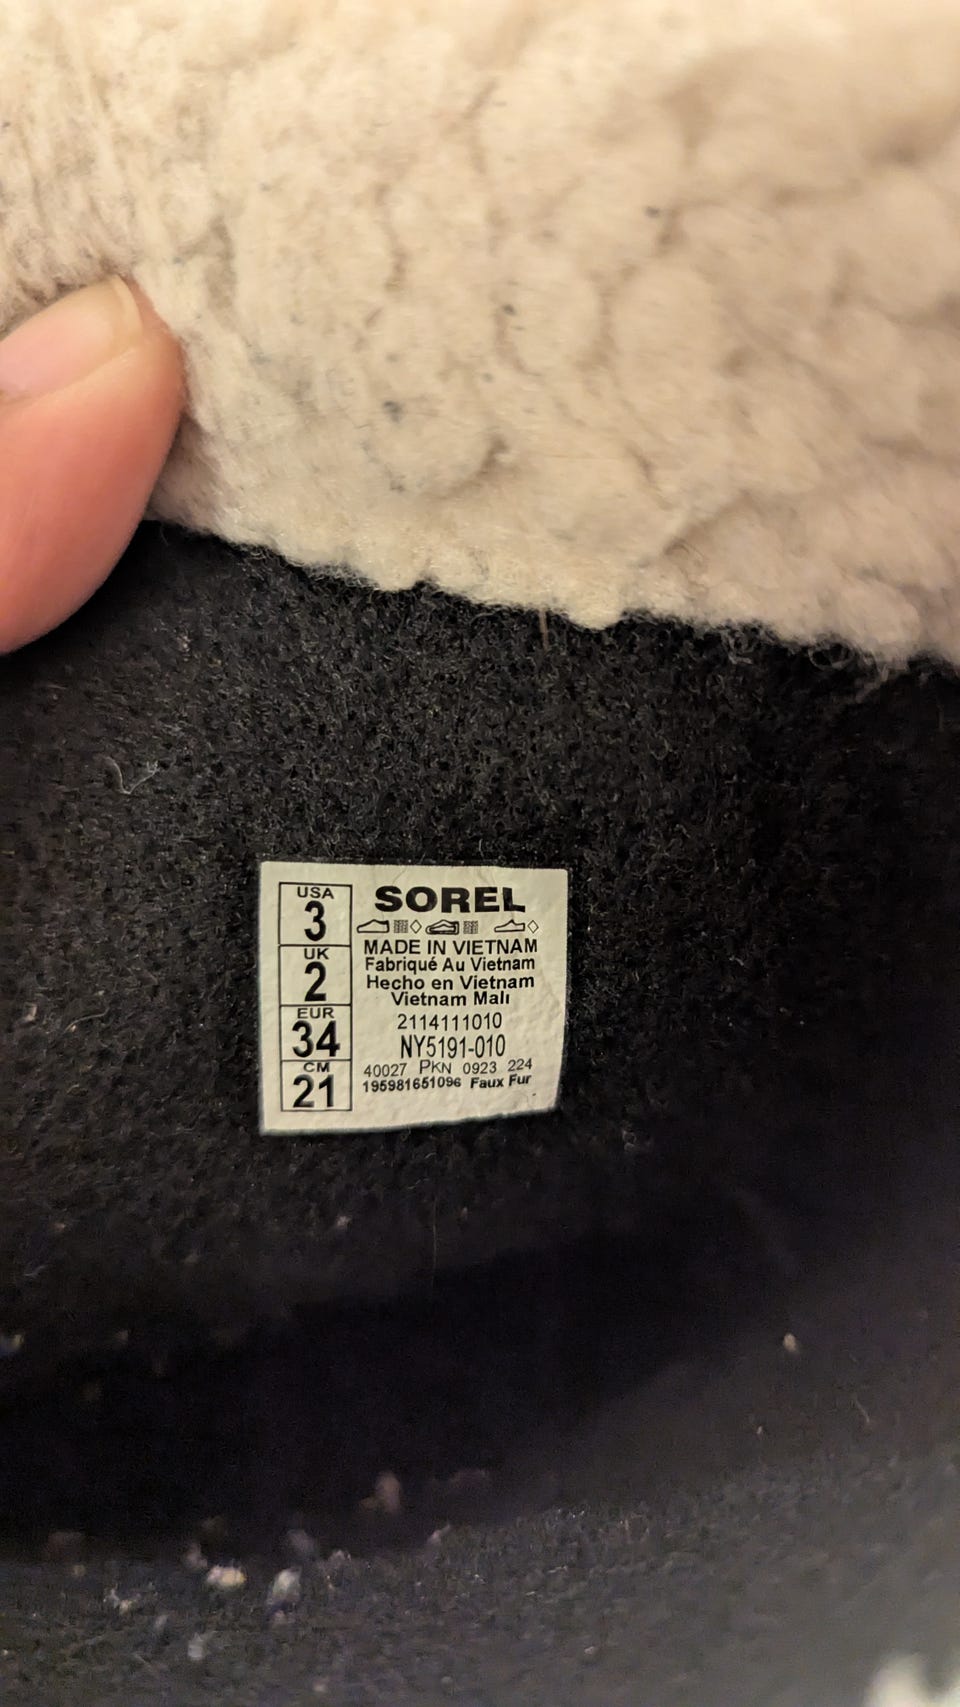 USA
3
UK
2
EUR
34
CM
21
SOREL
MADE IN VIETNAM
Fabriqué Au Vietnam
Hecho en Vietnam
Vietnam Malı
2114111010
NY5191-010
40027 PKN 0923 224
195981651096 Faux Fur